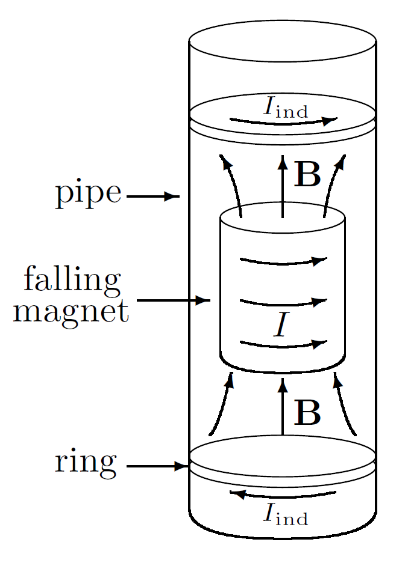 I_ind
B
pipe
falling
magnet
I
B
ring
I_ind